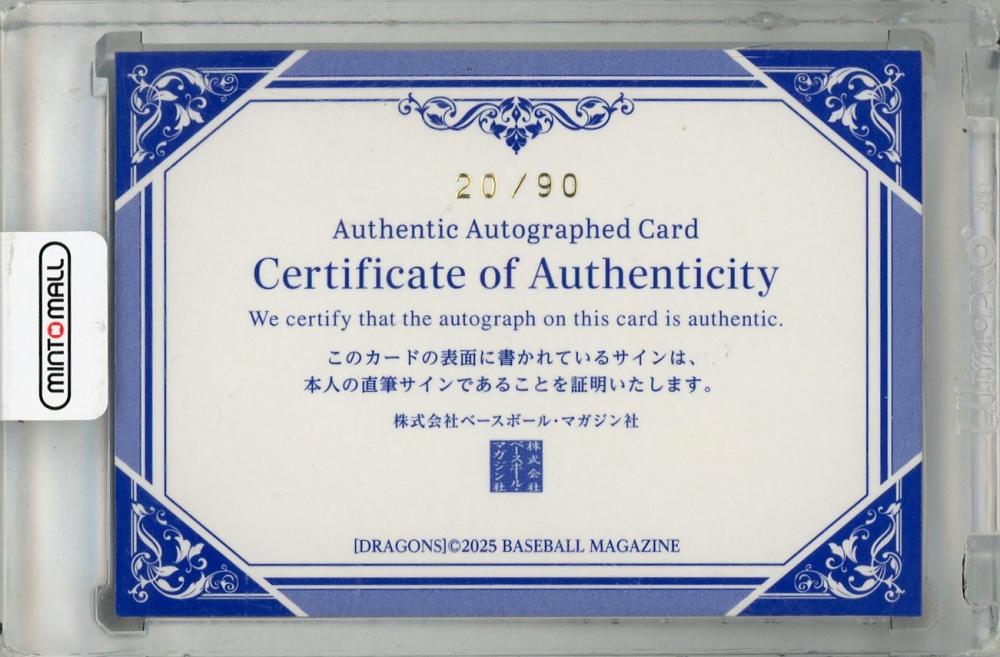 20/90
Authentic Autographed Card
Certificate of Authenticity
We certify that the autograph on this card is authentic.
このカードの表面に書かれているサインは、
本人の直筆サインであることを証明いたします。
株式会社ベースボール・マガジン社
株式会社
ベースボール・
マガジン社
[DRAGONS]©2025 BASEBALL MAGAZINE
MINTOMALL
Ultra PRO